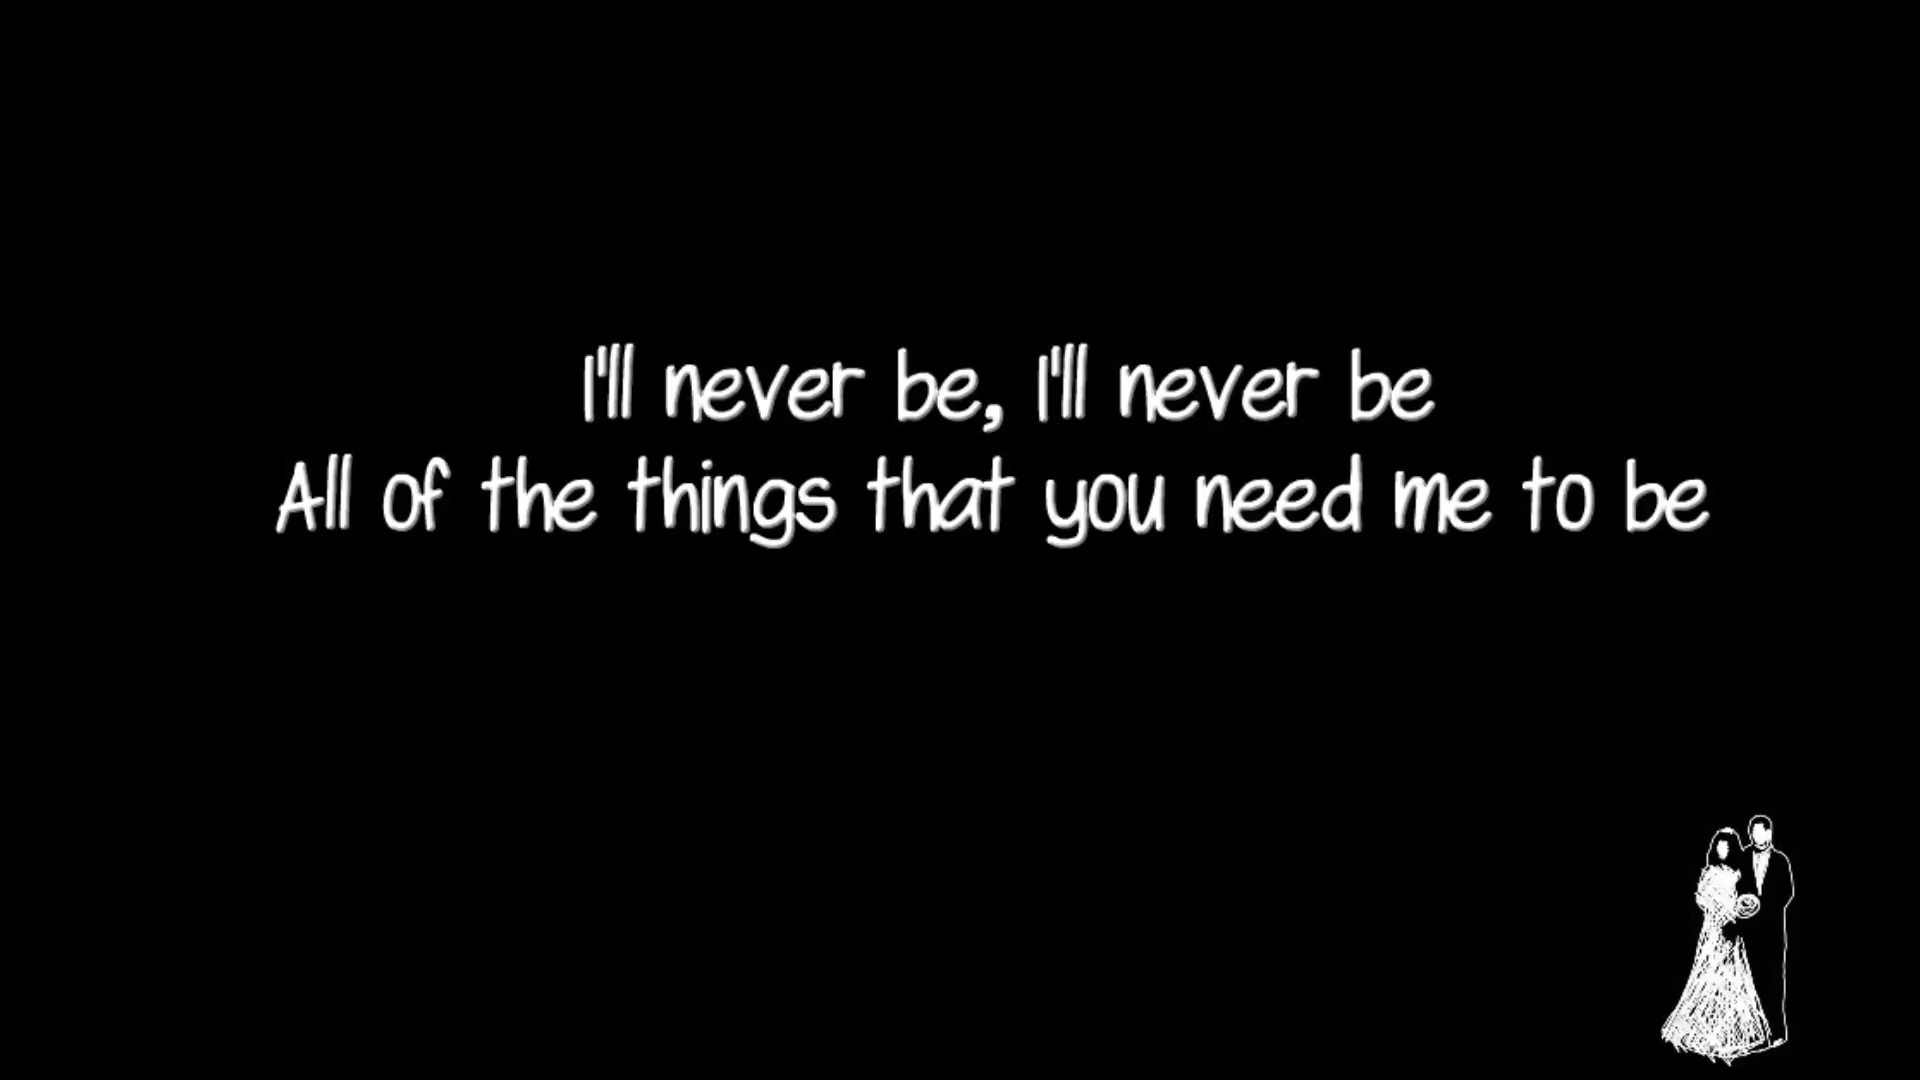 I'll never be, I'll never be
All of the things that you need me to be